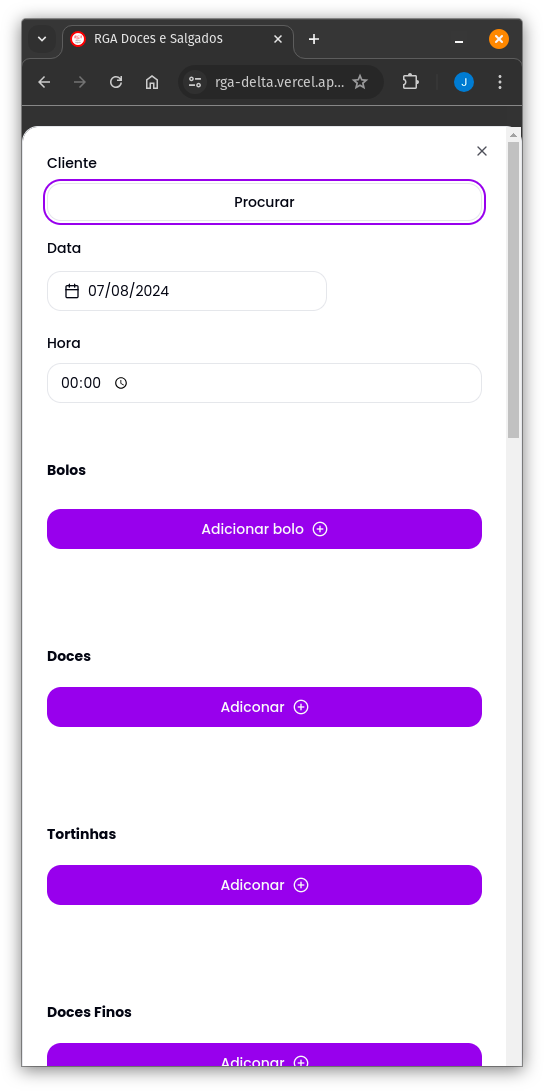 RGA Doces e Salgados
rga-delta.vercel.ap...
J
Cliente
Procurar
Data
07/08/2024
Hora
00:00
Bolos
Adicionar bolo
Doces
Adiconar
Tortinhas
Adiconar
Doces Finos
Adiconar